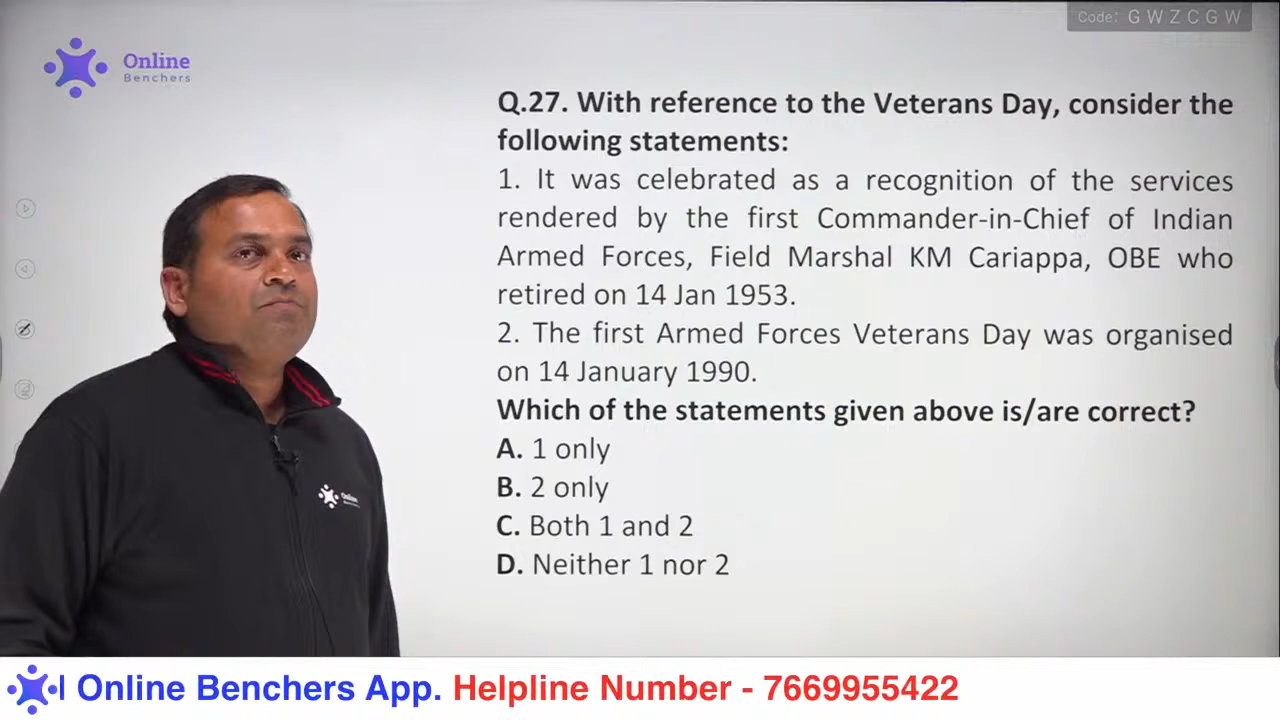 Code: G W Z C G W
Online
Benchers
Q.27. With reference to the Veterans Day, consider the
following statements:
1. It was celebrated as a recognition of the services
rendered by the first Commander-in-Chief of Indian
Armed Forces, Field Marshal KM Cariappa, OBE who
retired on 14 Jan 1953.
2. The first Armed Forces Veterans Day was organised
on 14 January 1990.
Which of the statements given above is/are correct?
A. 1 only
B. 2 only
C. Both 1 and 2
D. Neither 1 nor 2
Online
Online Benchers App. Helpline Number - 7669955422